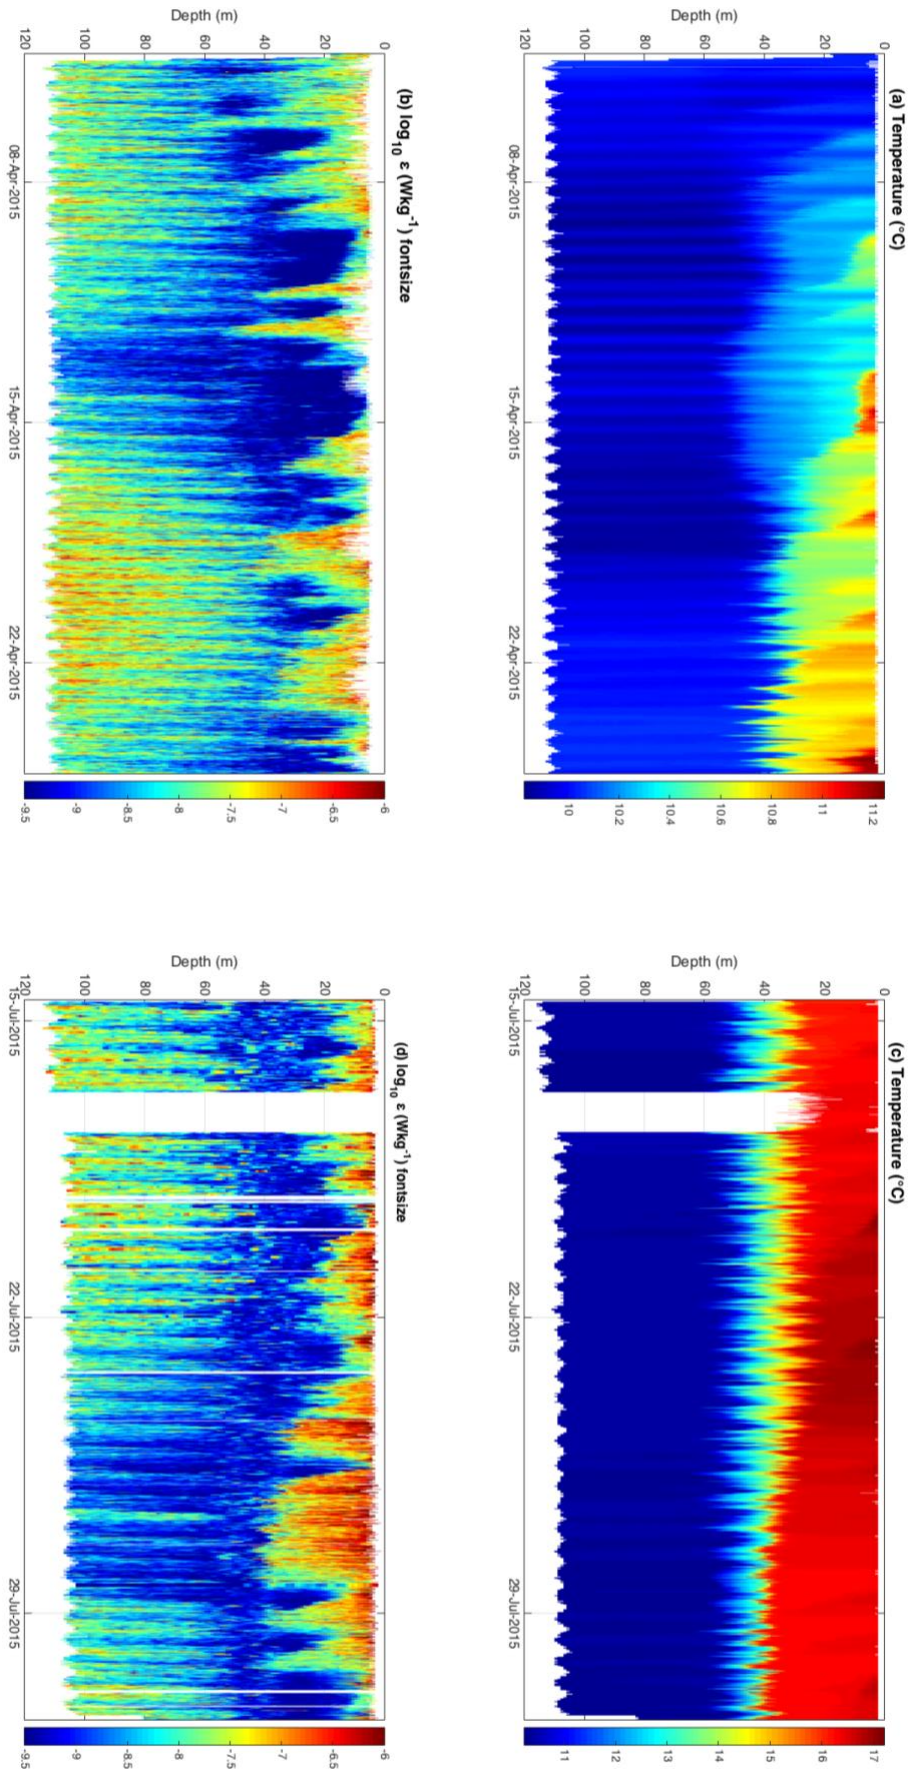 (a) Temperature (°C)
Depth (m)
0
20
40
60
80
100
120
08-Apr-2015
15-Apr-2015
22-Apr-2015
10
10.2
10.4
10.6
10.8
11
11.2
(b) log10 ε (Wkg-1) fontsize
Depth (m)
0
20
40
60
80
100
120
08-Apr-2015
15-Apr-2015
22-Apr-2015
-9.5
-9
-8.5
-8
-7.5
-7
-6.5
-6
(c) Temperature (°C)
Depth (m)
0
20
40
60
80
100
120
15-Jul-2015
22-Jul-2015
29-Jul-2015
11
12
13
14
15
16
17
(d) log10 ε (Wkg-1) fontsize
Depth (m)
0
20
40
60
80
100
120
15-Jul-2015
22-Jul-2015
29-Jul-2015
-9.5
-9
-8.5
-8
-7.5
-7
-6.5
-6